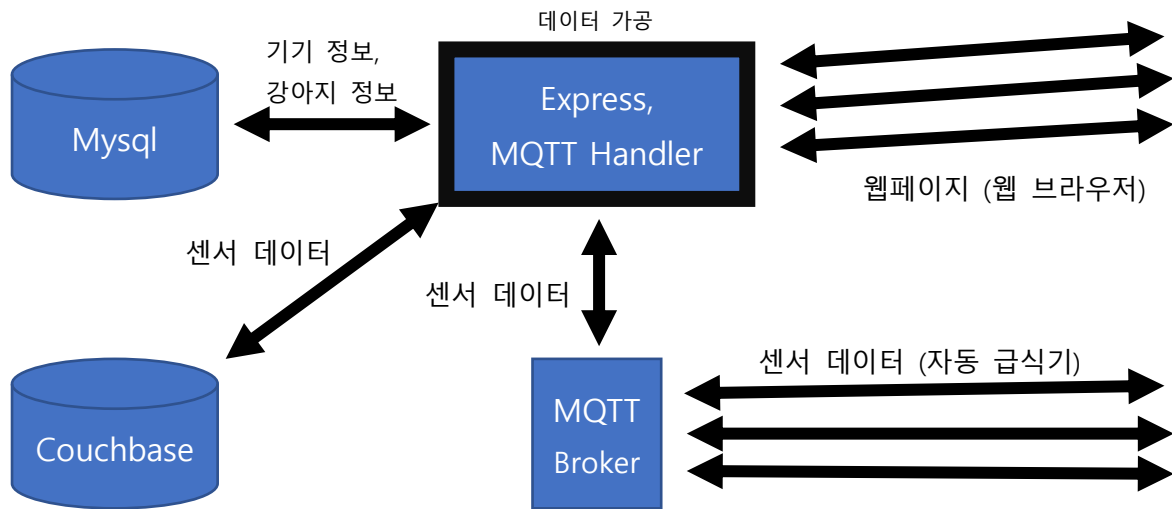 데이터 가공
기기 정보,
강아지 정보
Mysql
Express,
MQTT Handler
웹페이지 (웹 브라우저)
센서 데이터
센서 데이터
센서 데이터 (자동 급식기)
Couchbase
MQTT
Broker